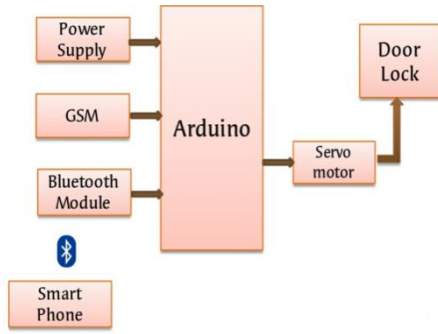 Power
Supply
GSM
Bluetooth
Module
Smart
Phone
Arduino
Servo
motor
Door
Lock